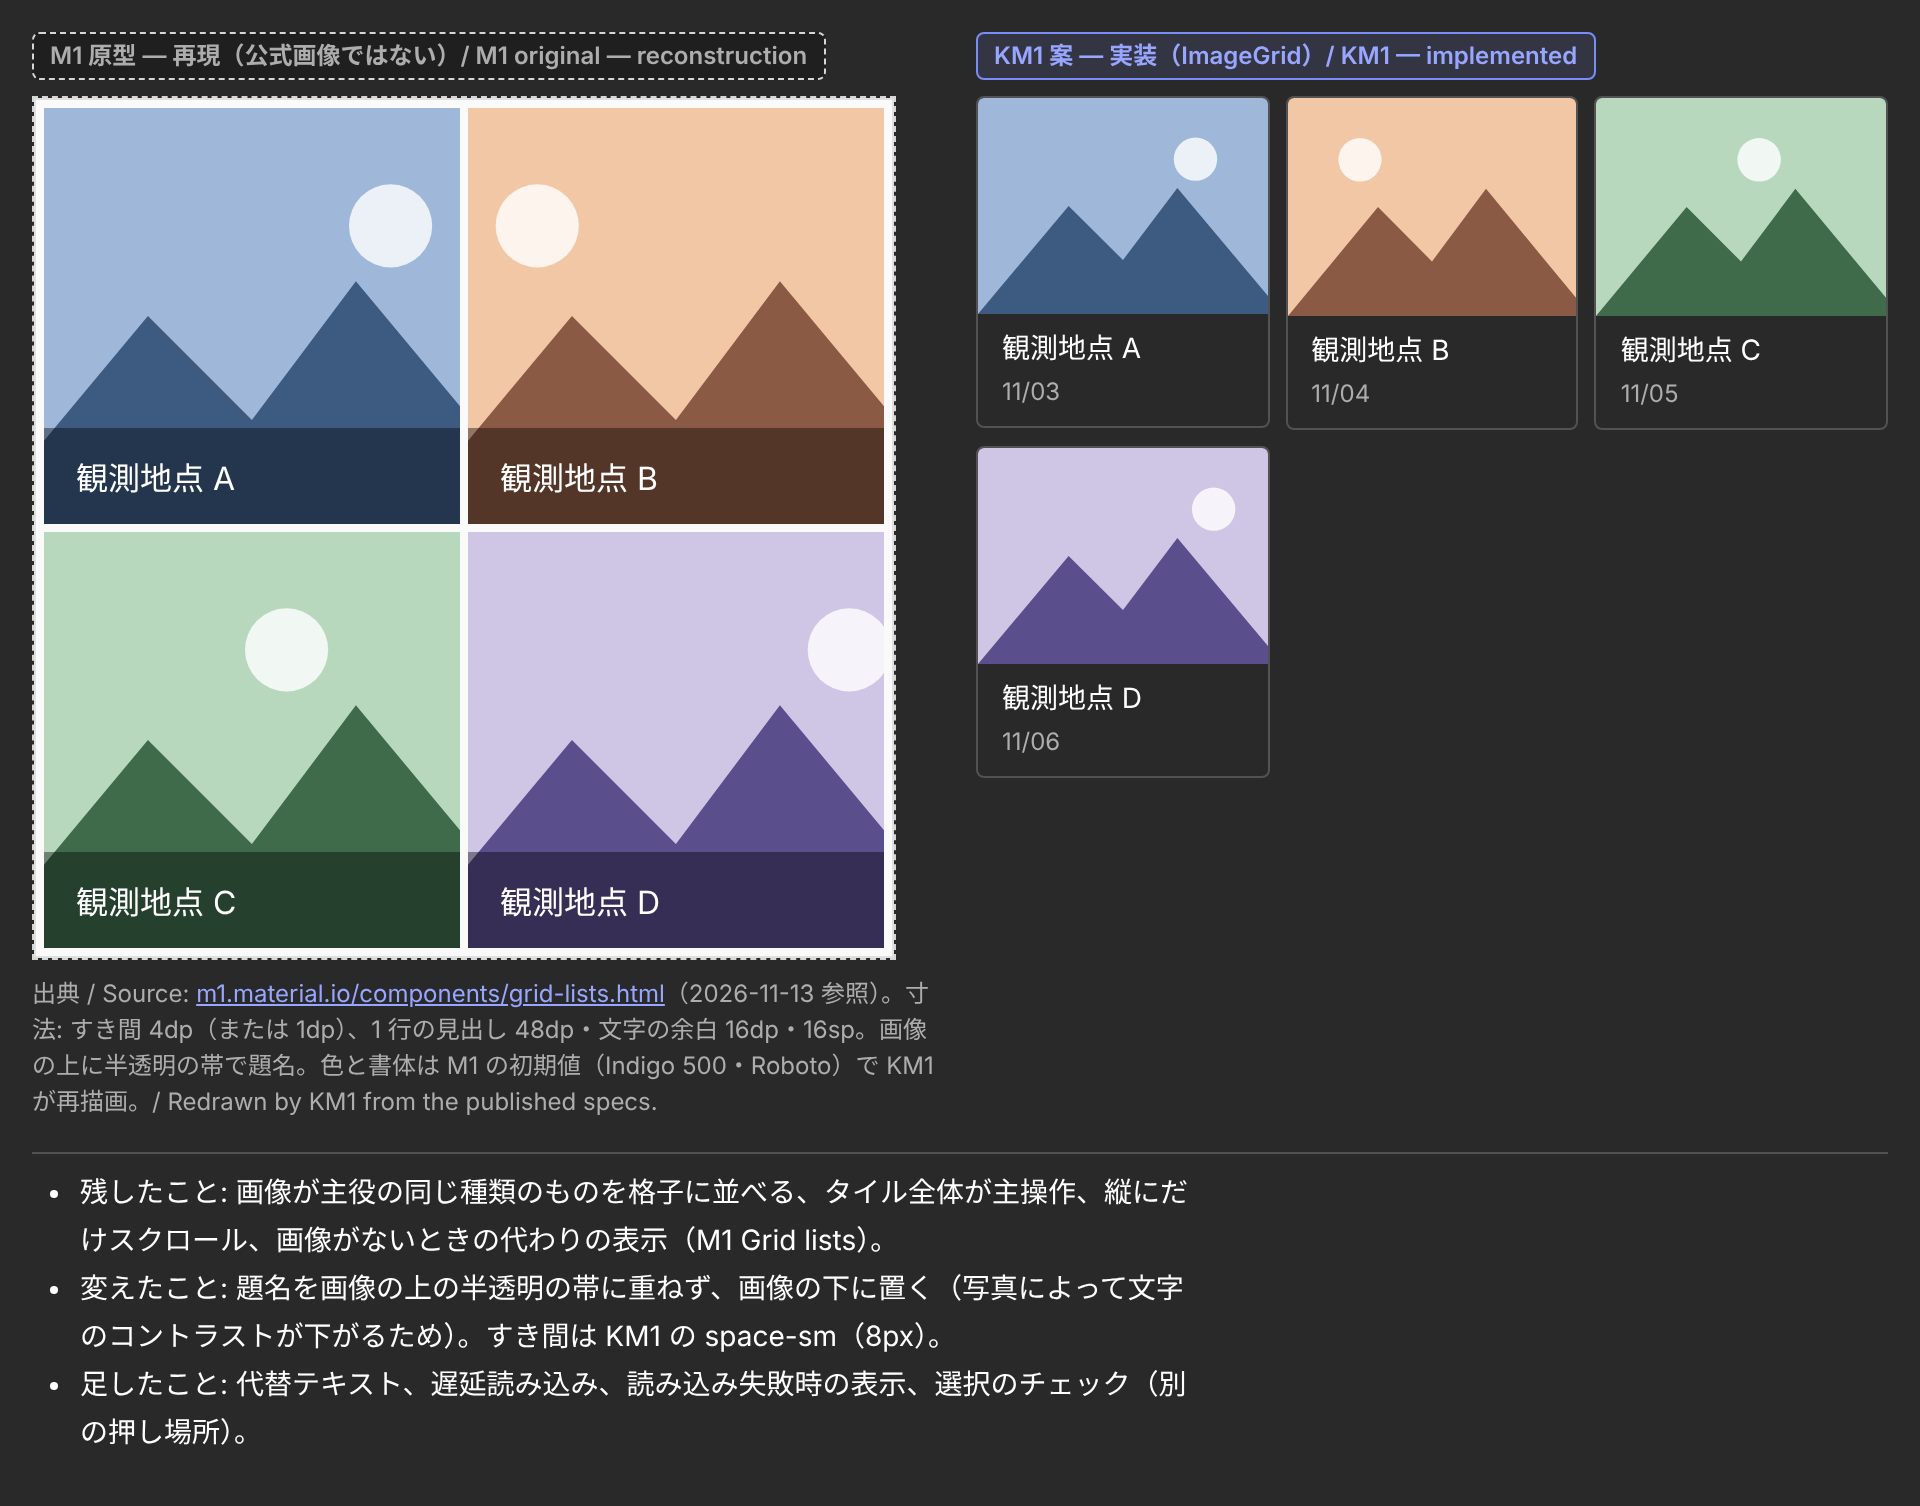 M1 原型 — 再現（公式画像ではない）/ M1 original — reconstruction
観測地点 A
観測地点 B
観測地点 C
観測地点 D
出典 / Source: m1.material.io/components/grid-lists.html（2026-11-13 参照）。寸
法: すき間 4dp（または 1dp）、1 行の見出し 48dp・文字の余白 16dp・16sp。画像
の上に半透明の帯で題名。色と書体は M1 の初期値（Indigo 500・Roboto）で KM1
が再描画。/ Redrawn by KM1 from the published specs.
KM1 案 — 実装（ImageGrid）/ KM1 — implemented
観測地点 A
11/03
観測地点 B
11/04
観測地点 C
11/05
観測地点 D
11/06
• 残したこと: 画像が主役の同じ種類のものを格子に並べる、タイル全体が主操作、縦にだ
けスクロール、画像がないときの代わりの表示（M1 Grid lists）。
• 変えたこと: 題名を画像の上の半透明の帯に重ねず、画像の下に置く（写真によって文字
のコントラストが下がるため）。すき間は KM1 の space-sm（8px）。
• 足したこと: 代替テキスト、遅延読み込み、読み込み失敗時の表示、選択のチェック（別
の押し場所）。